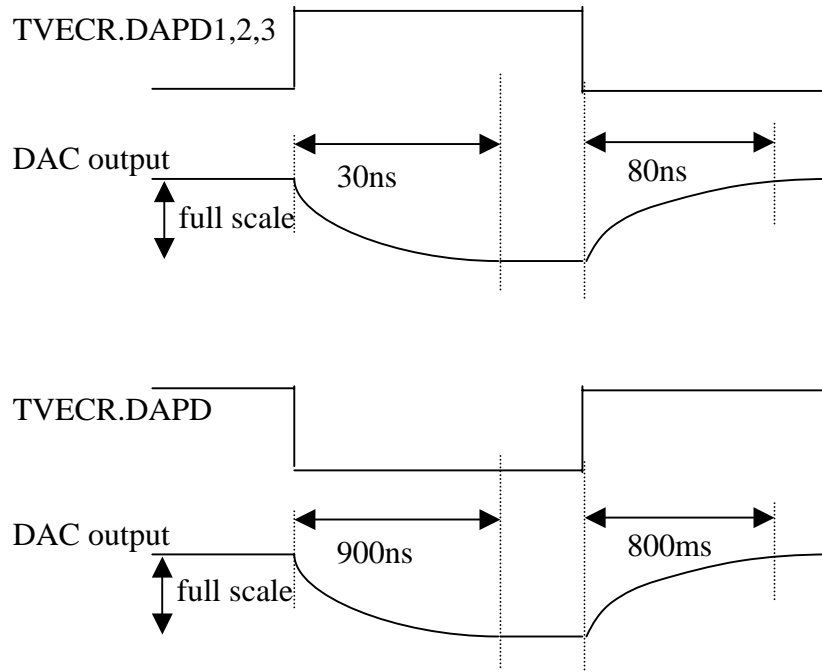 TVECR.DAPD1,2,3
DAC output
30ns
80ns
full scale
TVECR.DAPD
DAC output
900ns
800ms
full scale